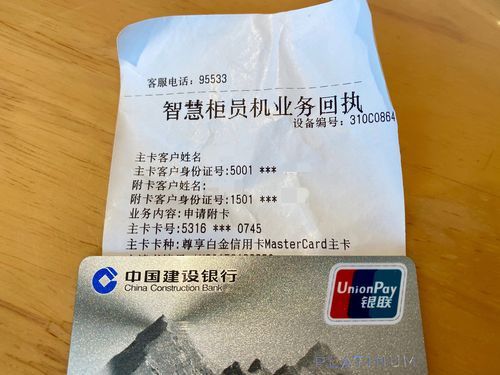 客服电话：95533
智慧柜员机业务回执
设备编号：310C0864
主卡客户姓名
主卡客户身份证号:5001 ***
附卡客户姓名:
附卡客户身份证号:1501 ***
业务内容:申请附卡
主卡卡号:5316 *** 0745
主卡卡种:尊享白金信用卡MasterCard主卡
中国建设银行
China Construction Bank
UnionPay
银联
PLATINUM